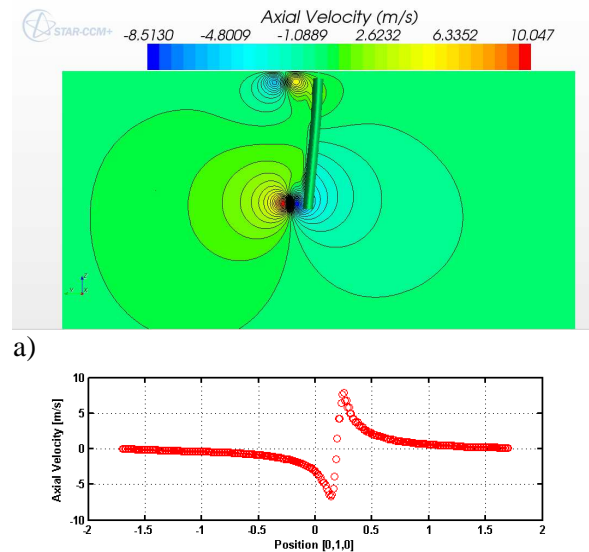 STAR-CCM+
Axial Velocity (m/s)
-8.5130 -4.8009 -1.0889 2.6232 6.3352 10.047
Z
Y X
a)
10
5
0
-5
-10
Axial Velocity [m/s]
-2 -1.5 -1 -0.5 0 0.5 1 1.5 2
Position [0,1,0]